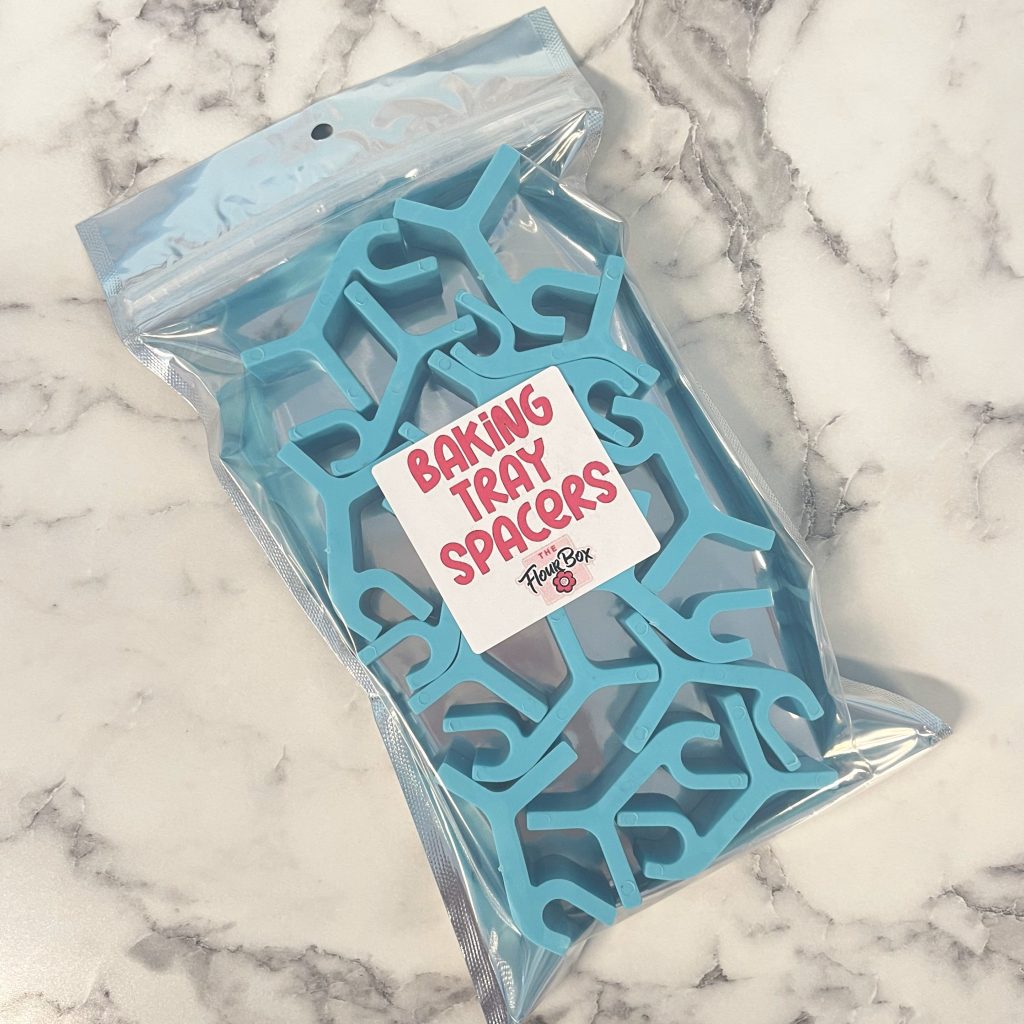 BAKING
TRAY
SPACERS
THE
Flour Box